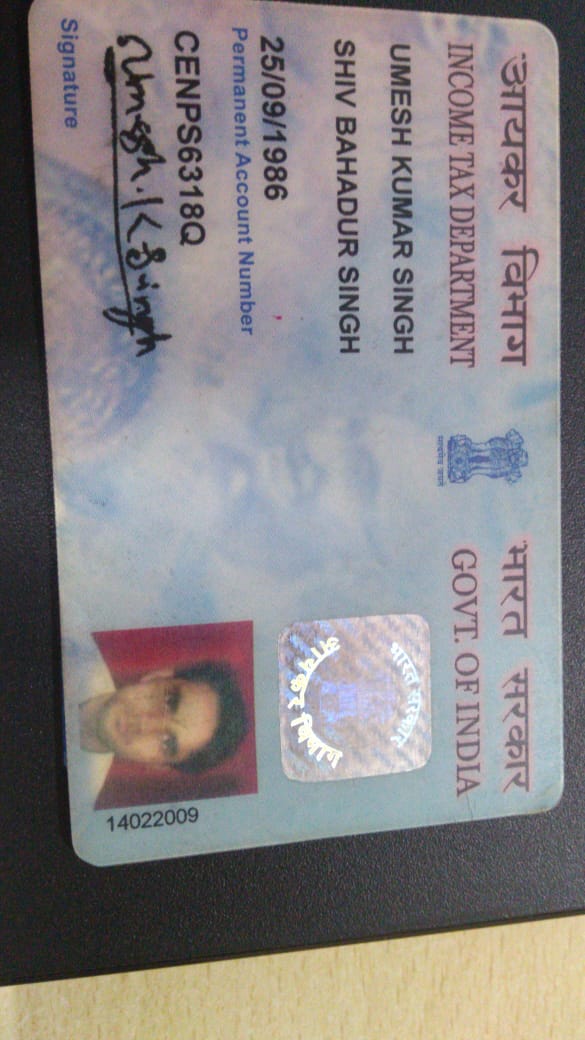 आयकर विभाग
INCOME TAX DEPARTMENT
भारत सरकार
GOVT. OF INDIA
सत्यमेव जयते
UMESH KUMAR SINGH
SHIV BAHADUR SINGH
25/09/1986
Permanent Account Number
CENPS6318Q
Umesh.K Singh
Signature
भारत सरकार
आयकर विभाग
14022009